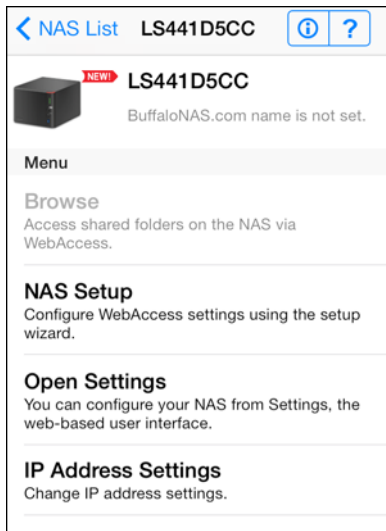 NAS List LS441D5CC ?
NEW!
LS441D5CC
BuffaloNAS.com name is not set.
Menu
Browse
Access shared folders on the NAS via
WebAccess.
NAS Setup
Configure WebAccess settings using the setup
wizard.
Open Settings
You can configure your NAS from Settings, the
web-based user interface.
IP Address Settings
Change IP address settings.